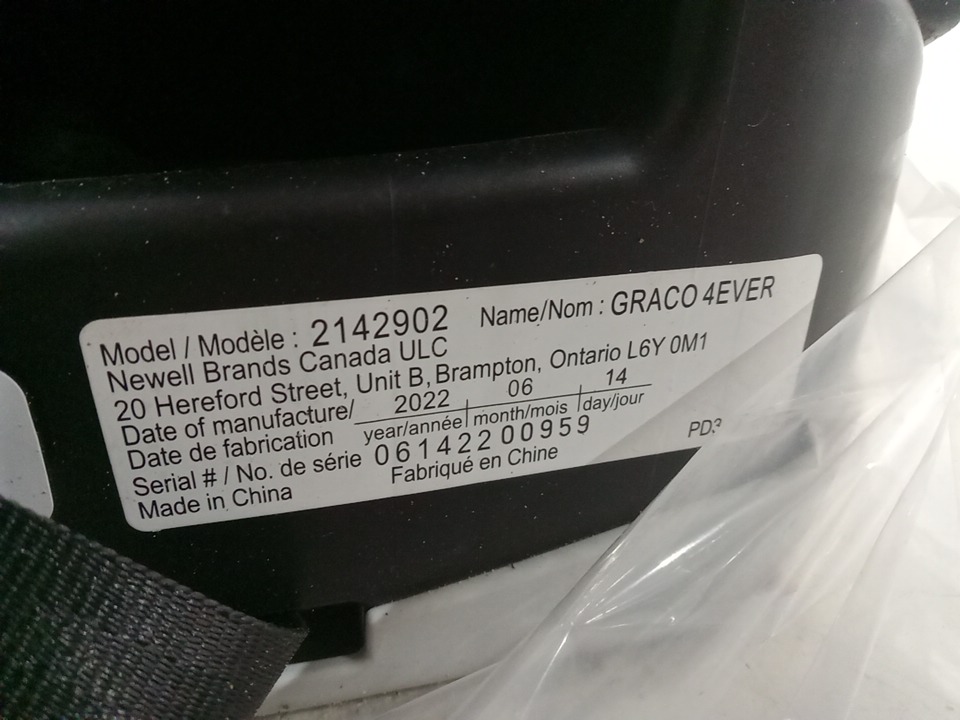 Model / Modèle : 2142902 Name/Nom : GRACO 4EVER
Newell Brands Canada ULC
20 Hereford Street, Unit B, Brampton, Ontario L6Y 0M1
Date of manufacture/ 2022 06 14
Date de fabrication year/année month/mois day/jour
Serial # / No. de série 06142200959
Made in China Fabriqué en Chine